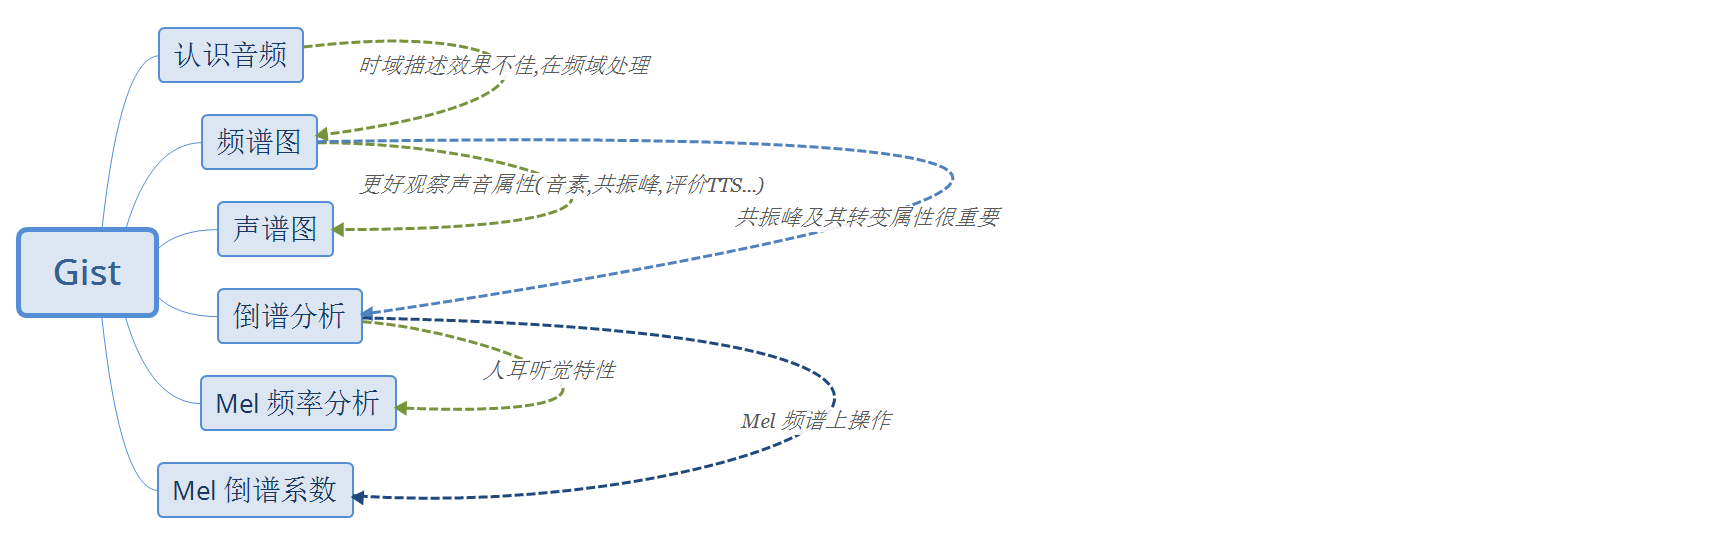 认识音频
时域描述效果不佳,在频域处理
频谱图
更好观察声音属性(音素,共振峰,评价TTS...)
共振峰及其转变属性很重要
声谱图
Gist
倒谱分析
人耳听觉特性
Mel 频率分析
Mel 频谱上操作
Mel 倒谱系数